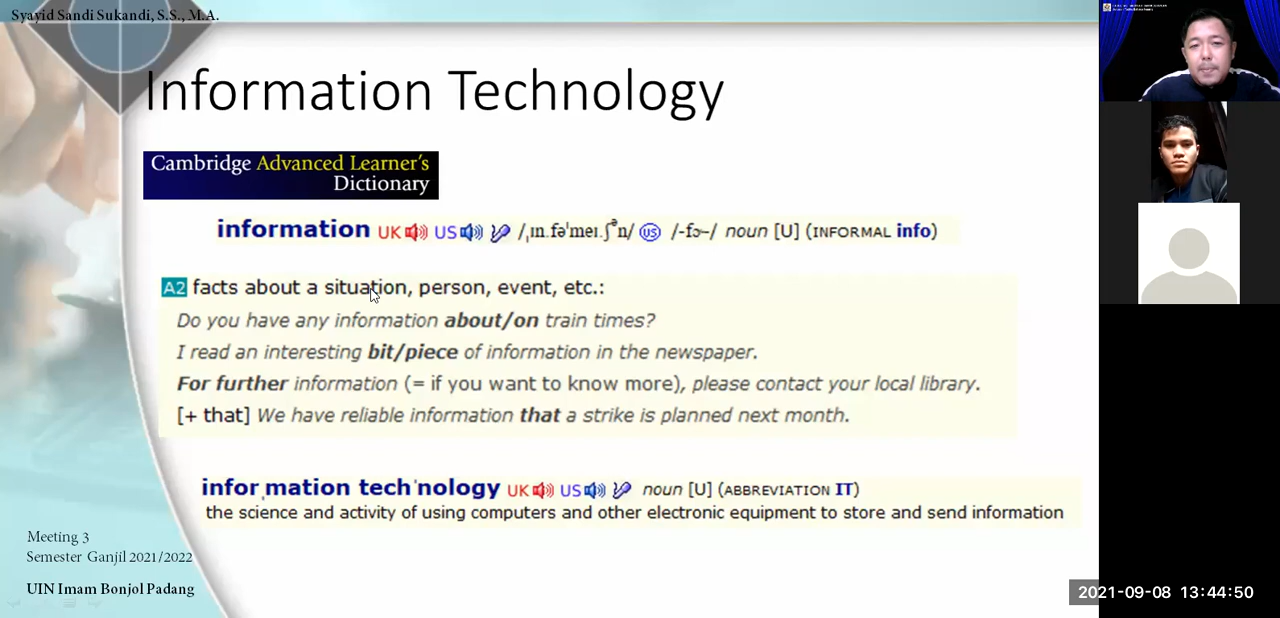 Syayid Sandi Sukandi, S.S., M.A.
Information Technology
Cambridge Advanced Learner's
Dictionary
information UK US /ˌɪn.fəˈmeɪ.ʃᵊn/ US /-fɚ-/ noun [U] (INFORMAL info)
A2 facts about a situation, person, event, etc.:
Do you have any information about/on train times?
I read an interesting bit/piece of information in the newspaper.
For further information (= if you want to know more), please contact your local library.
[+ that] We have reliable information that a strike is planned next month.
inforˌmation techˈnology UK US noun [U] (ABBREVIATION IT)
the science and activity of using computers and other electronic equipment to store and send information
Meeting 3
Semester Ganjil 2021/2022
UIN Imam Bonjol Padang
2021-09-08 13:44:50